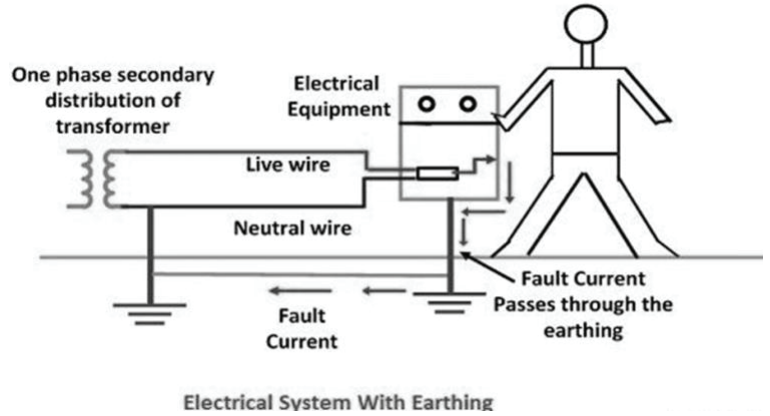 One phase secondary
distribution of
transformer
Electrical
Equipment
Live wire
Neutral wire
Fault Current
Passes through the
earthing
Fault
Current
Electrical System With Earthing